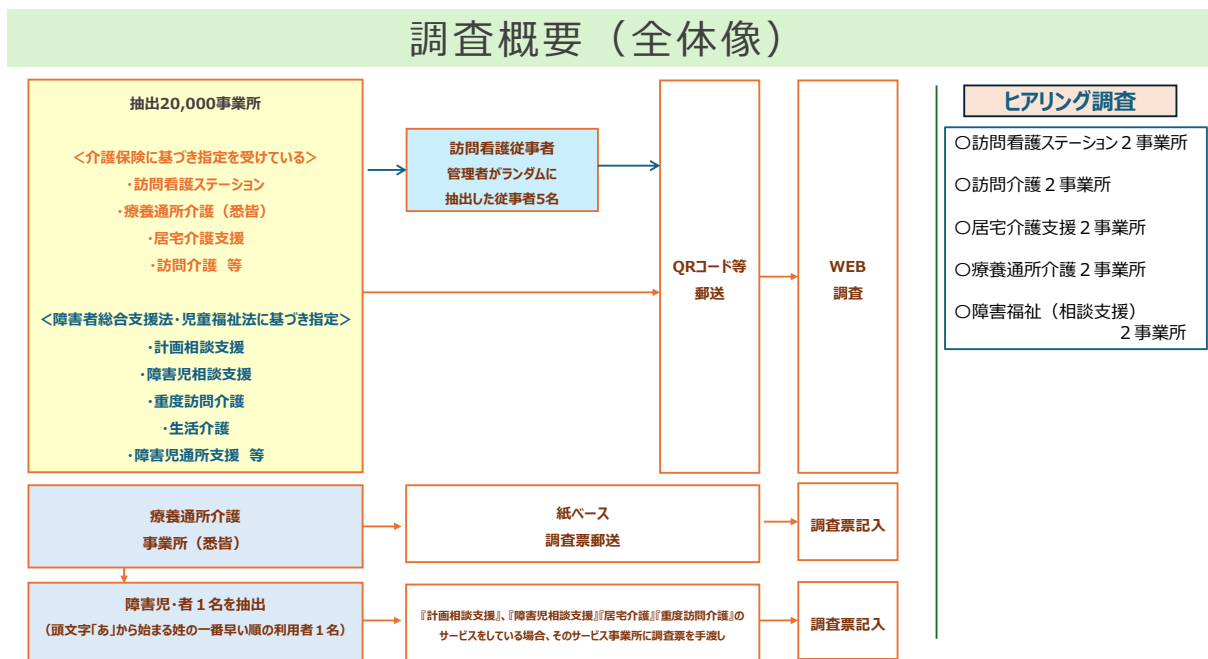 調査概要（全体像）
抽出20,000事業所
＜介護保険に基づき指定を受けている＞
・訪問看護ステーション
・療養通所介護（悉皆）
・居宅介護支援
・訪問介護 等
＜障害者総合支援法・児童福祉法に基づき指定＞
・計画相談支援
・障害児相談支援
・重度訪問介護
・生活介護
・障害児通所支援 等
訪問看護従事者
管理者がランダムに
抽出した従事者5名
QRコード等
郵送
WEB
調査
療養通所介護
事業所（悉皆）
紙ベース
調査票郵送
調査票記入
障害児・者１名を抽出
（頭文字「あ」から始まる姓の一番早い順の利用者１名）
『計画相談支援』、『障害児相談支援』『居宅介護』『重度訪問介護』の
サービスをしている場合、そのサービス事業所に調査票を手渡し
調査票記入
ヒアリング調査
〇訪問看護ステーション２事業所
〇訪問介護２事業所
〇居宅介護支援２事業所
〇療養通所介護２事業所
〇障害福祉（相談支援）
２事業所